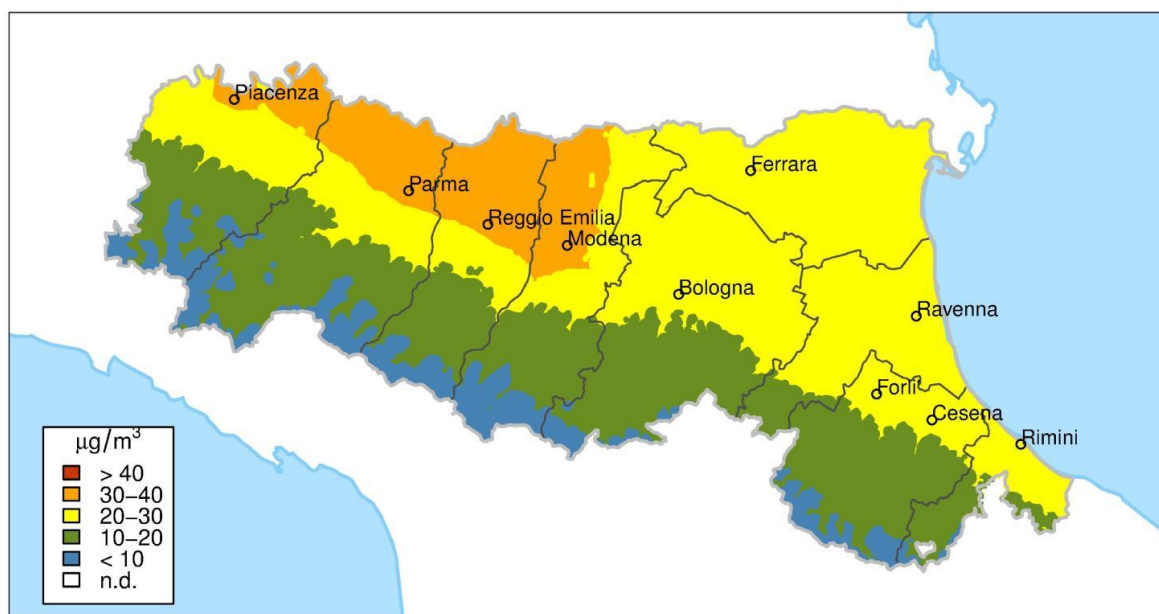 Piacenza
Ferrara
Parma
Reggio Emilia
Modena
Bologna
Ravenna
Forlì
Cesena
Rimini
µg/m³
> 40
30–40
20–30
10–20
< 10
n.d.